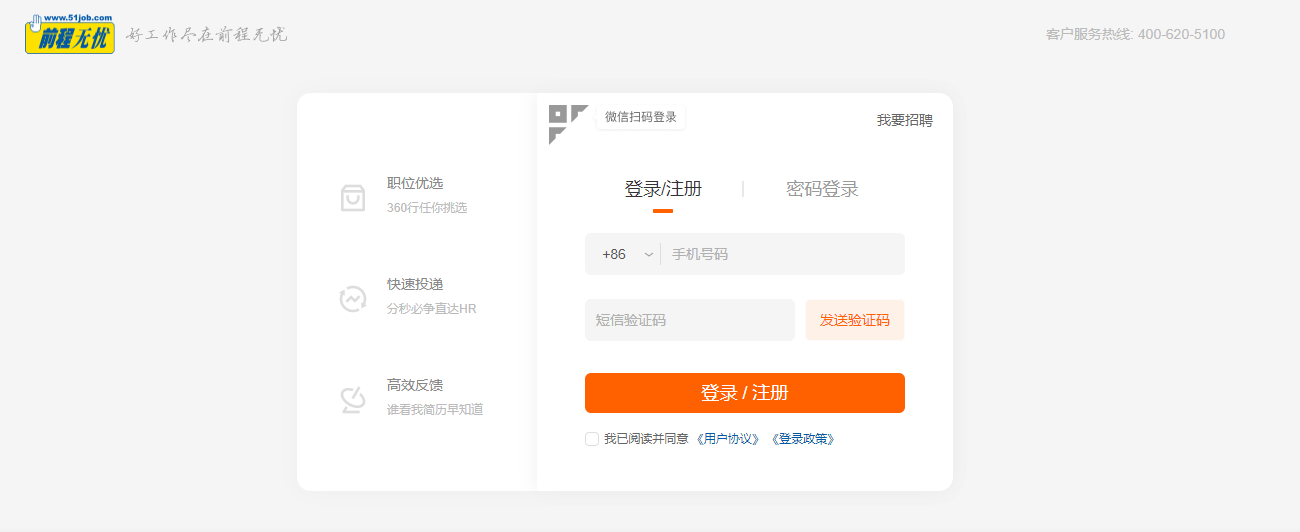 www.51job.com
前程无忧
好工作尽在前程无忧
客户服务热线: 400-620-5100
微信扫码登录
我要招聘
职位优选
360行任你挑选
快速投递
分秒必争直达HR
高效反馈
谁看我简历早知道
登录/注册
密码登录
+86
手机号码
短信验证码
发送验证码
登录 / 注册
我已阅读并同意《用户协议》《登录政策》